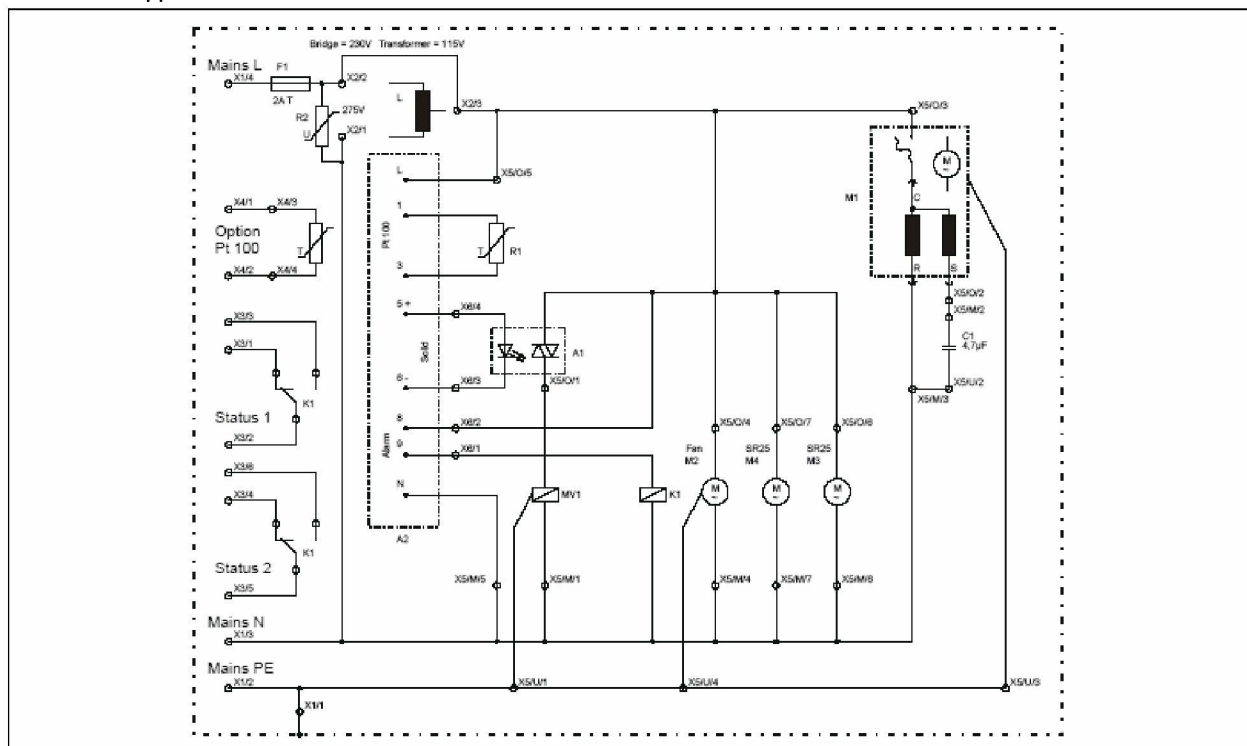 Bridge = 230V Transformer = 115V
Mains L
F1
X1/4
X2/2
2A T
L
X2/3
X5/O/3
R2
275V
U
X2/1
L
X5/O/5
M
~
M1
C
X4/1
X4/3
1
Option
Pt 100
T
Pt 100
T
R1
X4/2
X4/4
3
R
S
X5/O/2
X5/M/2
5 +
X6/4
X3/3
C1
4,7µF
X3/1
Solid
A1
6 -
X6/3
X5/O/1
X5/U/2
X5/M/3
K1
Status 1
8
X6/2
X5/O/4
X5/O/7
X5/O/6
X3/2
Alarm
9
X6/1
Fan
M2
SR25
M4
SR25
M3
X3/6
N
X3/4
MV1
K1
M
~
M
~
M
~
A2
K1
Status 2
X5/M/5
X5/M/1
X5/M/4
X5/M/7
X5/M/6
X3/5
Mains N
X1/3
Mains PE
X1/2
X5/U/1
X5/U/4
X5/U/3
X1/1